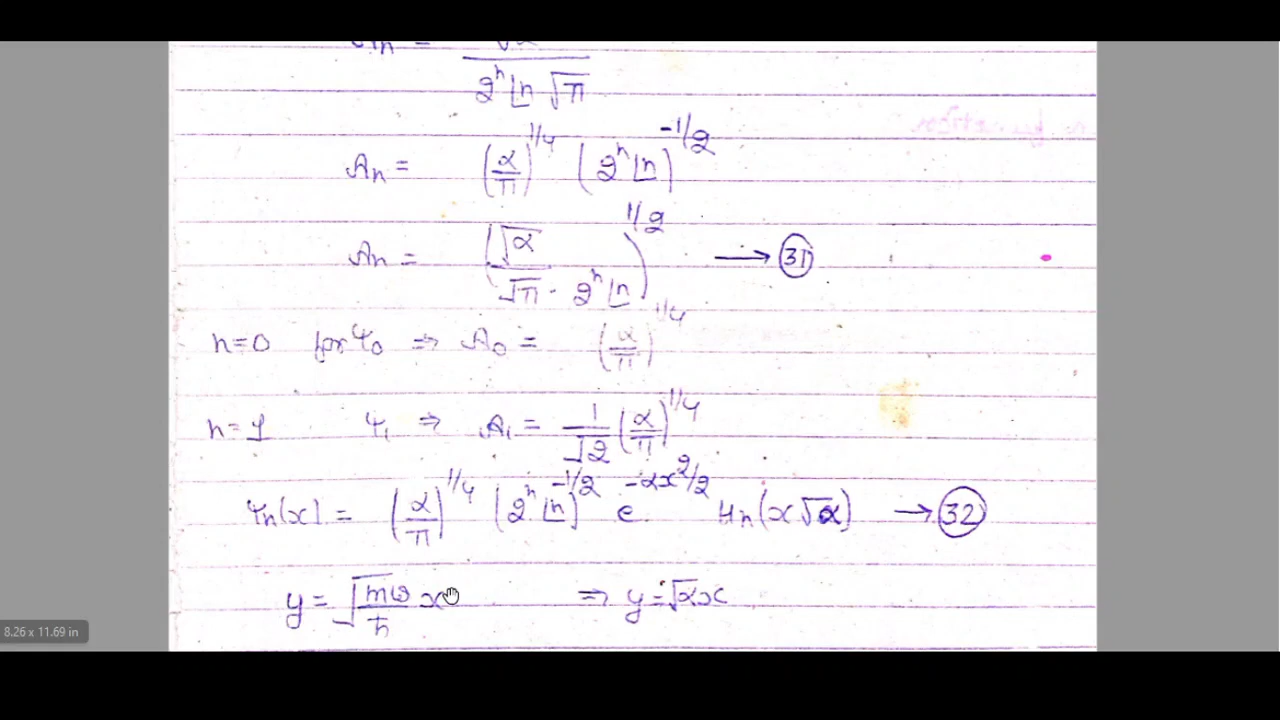 2ⁿ ⌊n √π
Aₙ = (α/π)^1/4 (2ⁿ ⌊n)^-1/2
Aₙ = (√α / √π · 2ⁿ ⌊n)^1/2 → (31)
n=0 for ψ₀ ⇒ A₀ = (α/π)^1/4
n=1 ψ₁ ⇒ A₁ = 1/√2 (α/π)^1/4
ψₙ(x) = (α/π)^1/4 (2ⁿ ⌊n)^-1/2 e^-αx²/2 Hₙ(x√α) → (32)
y = √(mω/ħ) x ⇒ y = √α x
8.26 x 11.69 in